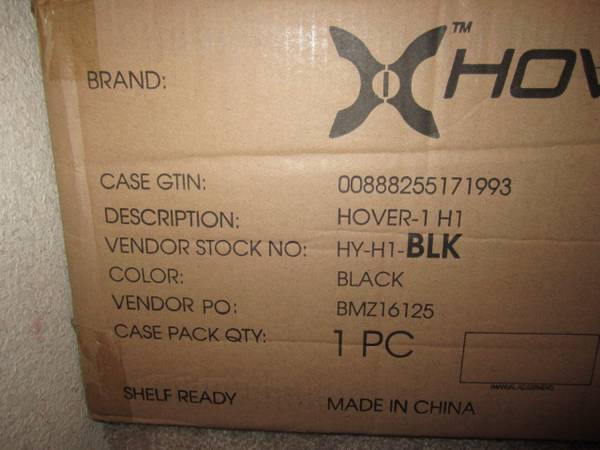 BRAND: ™ HOV
CASE GTIN: 00888255171993
DESCRIPTION: HOVER-1 H1
VENDOR STOCK NO: HY-H1-BLK
COLOR: BLACK
VENDOR PO: BMZ16125
CASE PACK QTY: 1 PC
SHELF READY MADE IN CHINA